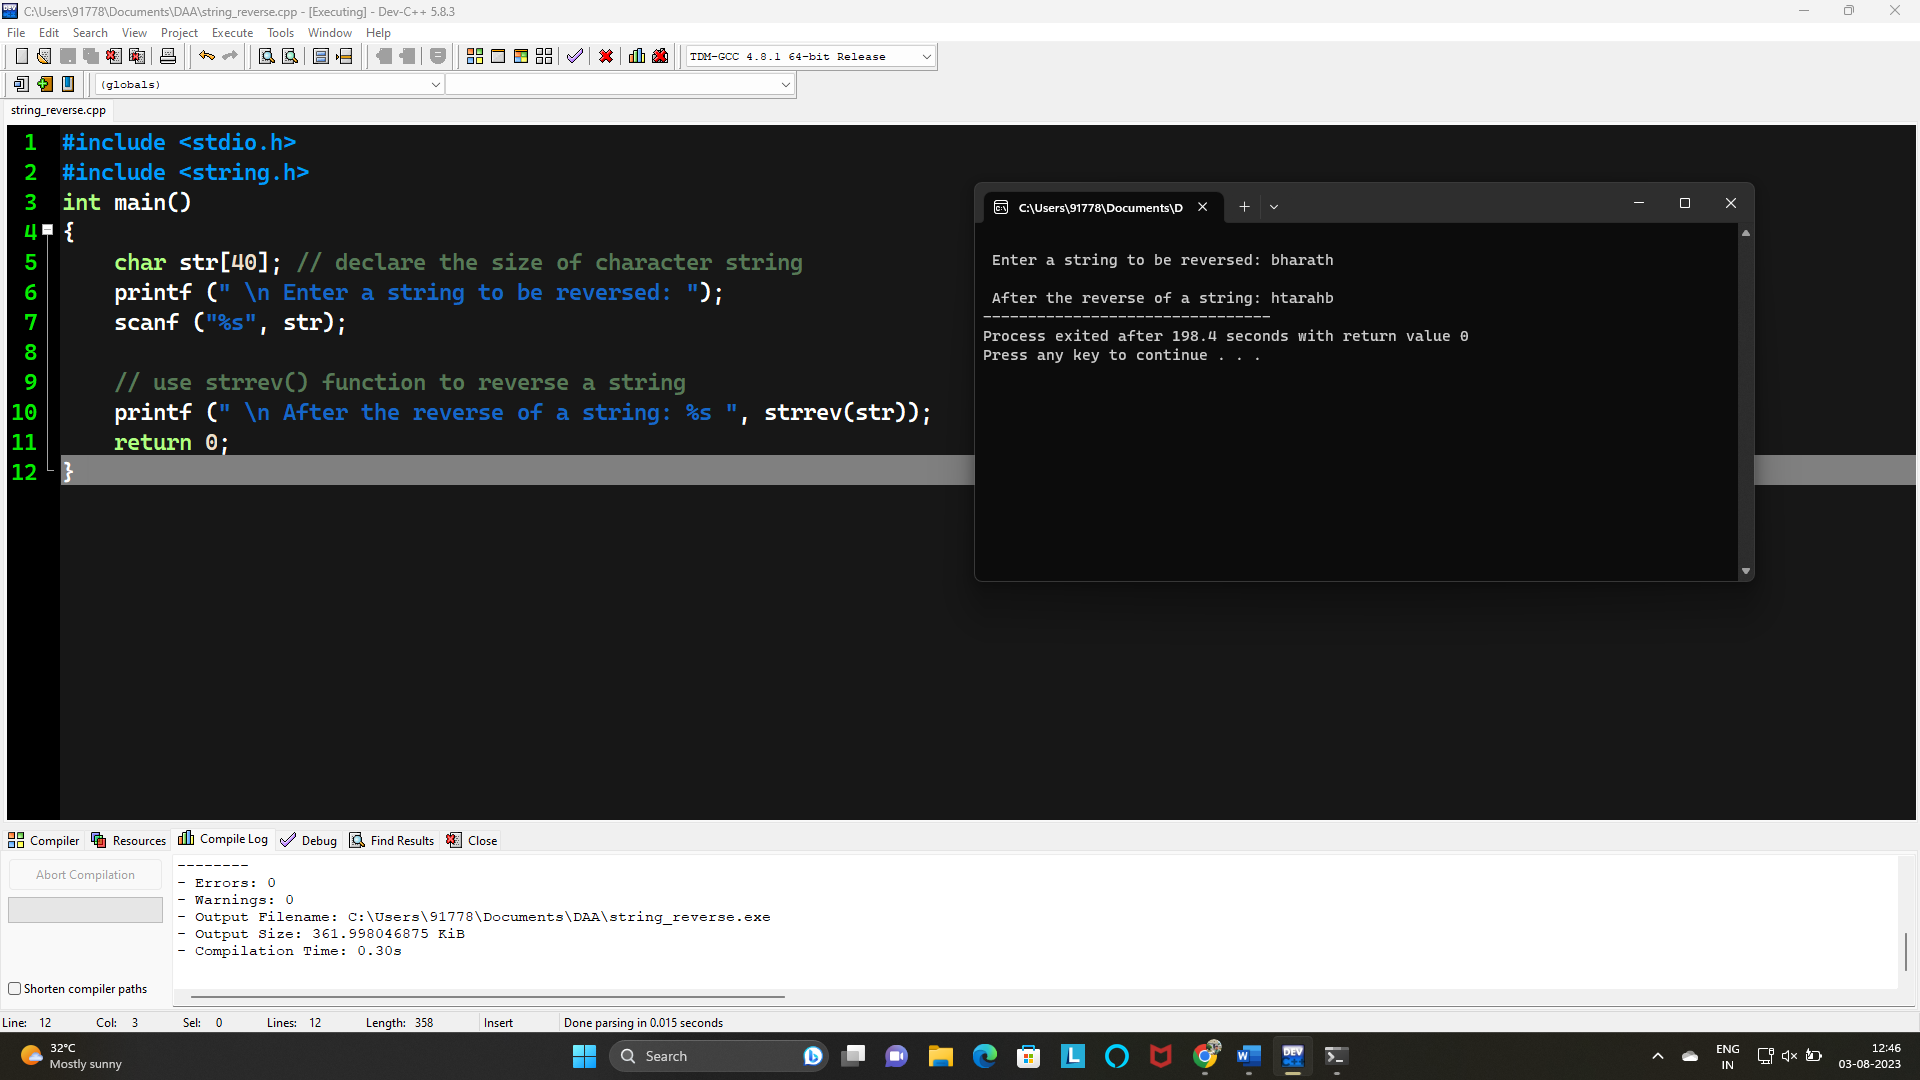 C:\Users\91778\Documents\DAA\string_reverse.cpp - [Executing] - Dev-C++ 5.8.3
File Edit Search View Project Execute Tools Window Help
TDM-GCC 4.8.1 64-bit Release
(globals)
string_reverse.cpp
1 #include <stdio.h>
2 #include <string.h>
3 int main()
4 {
5 char str[40]; // declare the size of character string
6 printf (" \n Enter a string to be reversed: ");
7 scanf ("%s", str);
8
9 // use strrev() function to reverse a string
10 printf (" \n After the reverse of a string: %s ", strrev(str));
11 return 0;
12 }
C:\Users\91778\Documents\D
Enter a string to be reversed: bharath
After the reverse of a string: htarahb
--------------------------------
Process exited after 198.4 seconds with return value 0
Press any key to continue . . .
Compiler Resources Compile Log Debug Find Results Close
Abort Compilation
Shorten compiler paths
--------
- Errors: 0
- Warnings: 0
- Output Filename: C:\Users\91778\Documents\DAA\string_reverse.exe
- Output Size: 361.998046875 KiB
- Compilation Time: 0.30s
Line: 12 Col: 3 Sel: 0 Lines: 12 Length: 358 Insert Done parsing in 0.015 seconds
32°C
Mostly sunny
Search
L
W
DEV
ENG
IN
12:46
03-08-2023